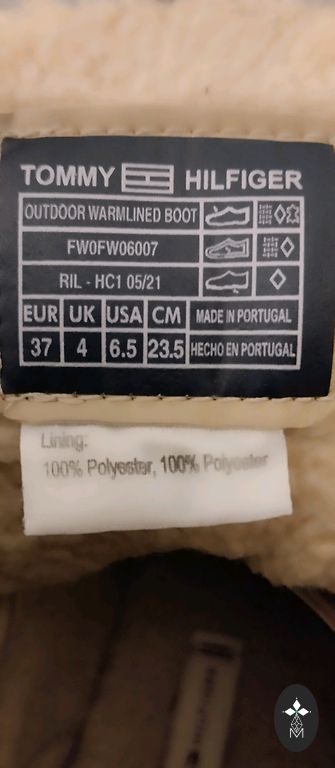 TOMMY HILFIGER
OUTDOOR WARMLINED BOOT
FW0FW06007
RIL - HC1 05/21
EUR UK USA CM MADE IN PORTUGAL
37 4 6.5 23.5 HECHO EN PORTUGAL
Lining:
100% Polyester, 100% Polyester